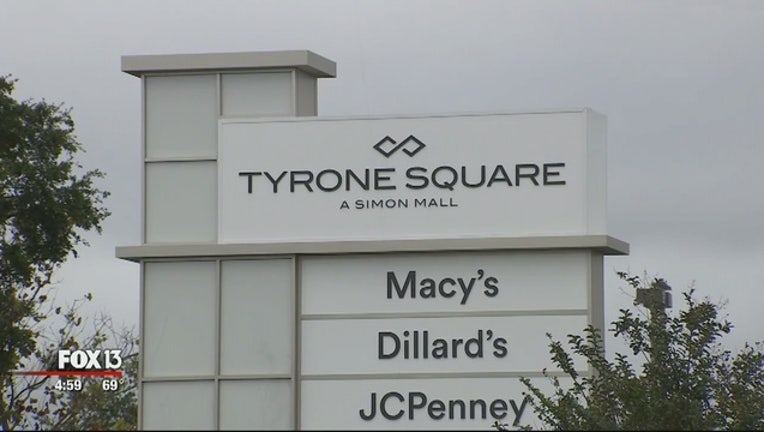 TYRONE SQUARE
A SIMON MALL
Macy's
Dillard's
JCPenney
FOX 13
4:59 69°